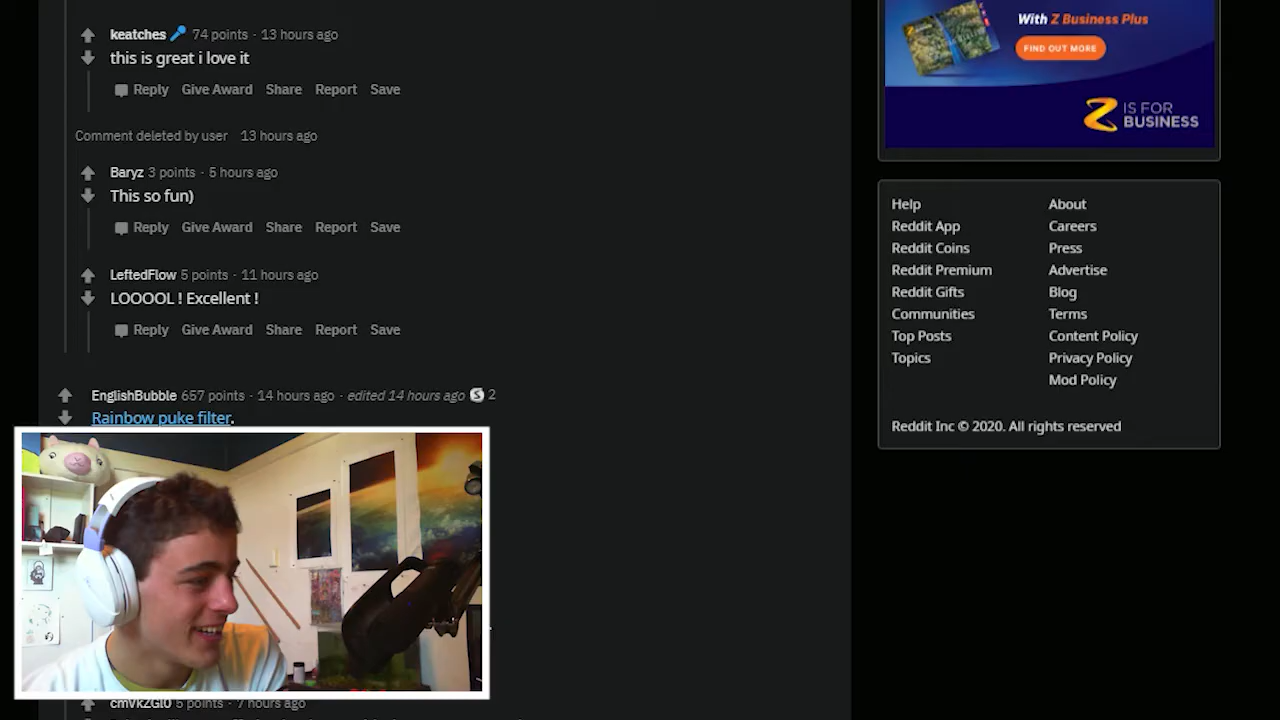 keatches 74 points · 13 hours ago
this is great i love it
Reply Give Award Share Report Save
Comment deleted by user 13 hours ago
Baryz 3 points · 5 hours ago
This so fun)
Reply Give Award Share Report Save
LeftedFlow 5 points · 11 hours ago
LOOOOL ! Excellent !
Reply Give Award Share Report Save
EnglishBubble 657 points · 14 hours ago · edited 14 hours ago S 2
Rainbow puke filter.
5 points · 7 hours ago
With Z Business Plus
FIND OUT MORE
Z IS FOR
BUSINESS
Help
Reddit App
Reddit Coins
Reddit Premium
Reddit Gifts
Communities
Top Posts
Topics
About
Careers
Press
Advertise
Blog
Terms
Content Policy
Privacy Policy
Mod Policy
Reddit Inc © 2020. All rights reserved